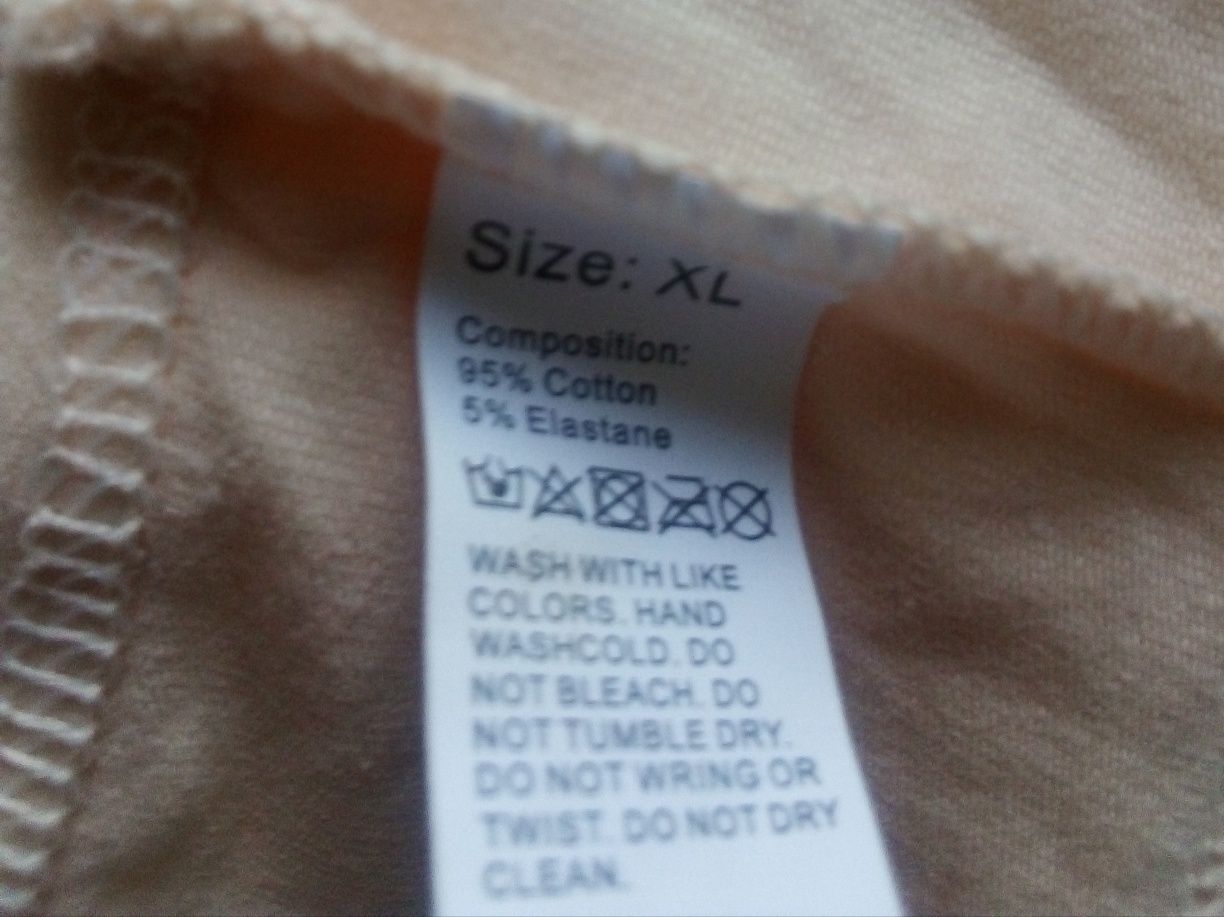 Size: XL
Composition:
95% Cotton
5% Elastane
WASH WITH LIKE
COLORS. HAND
WASHCOLD. DO
NOT BLEACH. DO
NOT TUMBLE DRY.
DO NOT WRING OR
TWIST. DO NOT DRY
CLEAN.